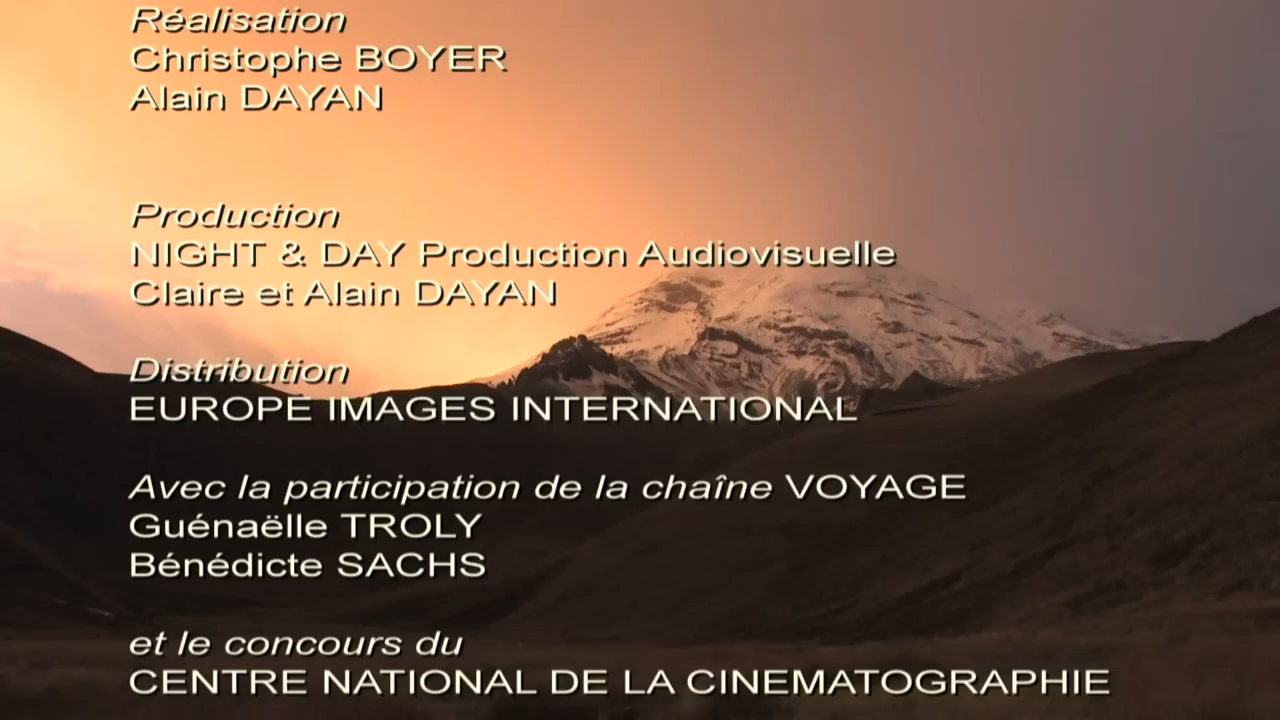 Réalisation
Christophe BOYER
Alain DAYAN
Production
NIGHT & DAY Production Audiovisuelle
Claire et Alain DAYAN
Distribution
EUROPE IMAGES INTERNATIONAL
Avec la participation de la chaîne VOYAGE
Guénaëlle TROLY
Bénédicte SACHS
et le concours du
CENTRE NATIONAL DE LA CINEMATOGRAPHIE